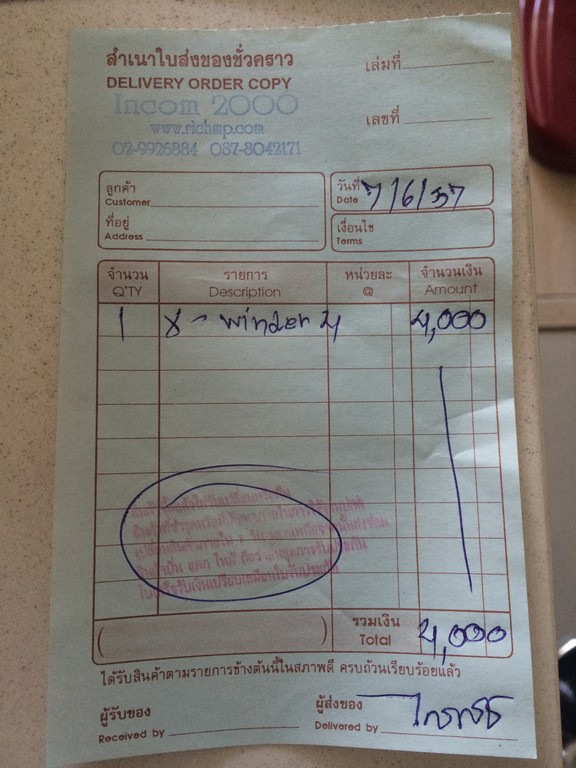 สำเนาใบส่งของชั่วคราว
DELIVERY ORDER COPY
เล่มที่
Incom 2000
www.richmp.com
เลขที่
02-9926884 087-8042171
ลูกค้า
Customer
วันที่ 7/6/57
Date
ที่อยู่
Address
เงื่อนไข
Terms
จำนวน รายการ หน่วยละ จำนวนเงิน
Q'TY Description @ Amount
1 X - winder 4 4,000
รวมเงิน
Total 4,000
( )
ได้รับสินค้าตามรายการข้างต้นนี้ในสภาพดี ครบถ้วนเรียบร้อยแล้ว
ผู้รับของ
Received by
ผู้ส่งของ
Delivered by